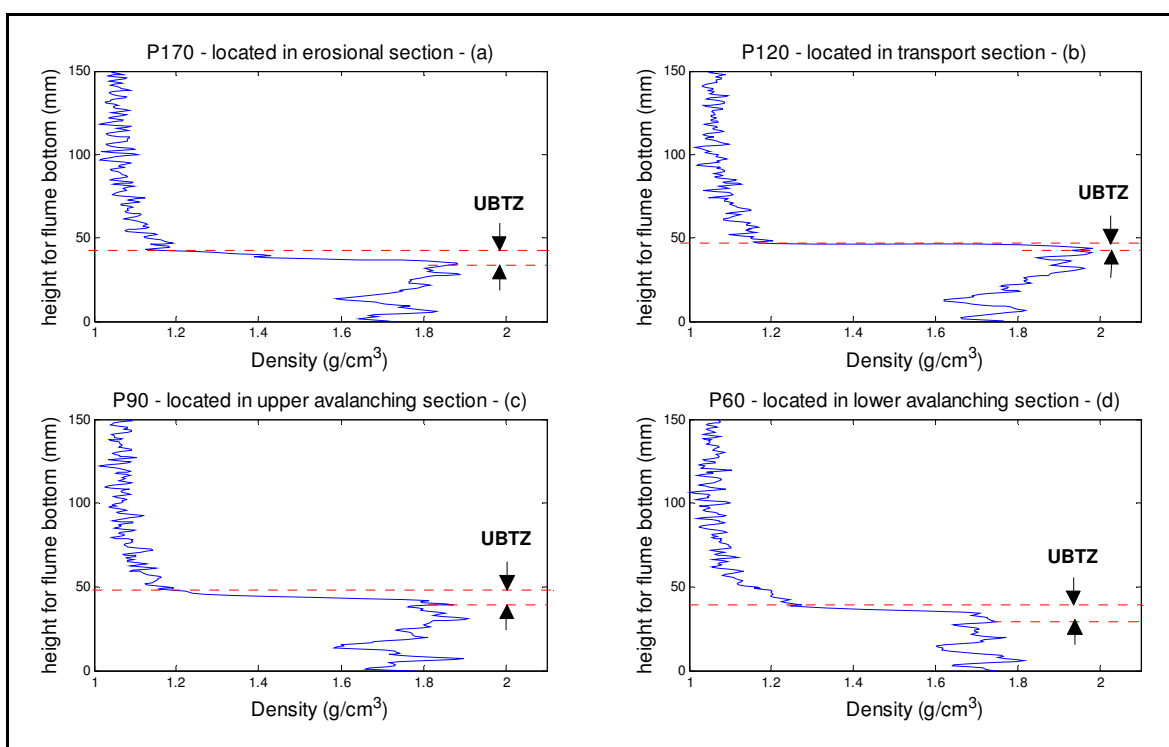 P170 - located in erosional section - (a)
150
100
50
0
height for flume bottom (mm)
UBTZ
1
1.2
1.4
1.6
1.8
2
Density (g/cm³)
P120 - located in transport section - (b)
150
100
50
0
height for flume bottom (mm)
UBTZ
1
1.2
1.4
1.6
1.8
2
Density (g/cm³)
P90 - located in upper avalanching section - (c)
150
100
50
0
height for flume bottom (mm)
UBTZ
1
1.2
1.4
1.6
1.8
2
Density (g/cm³)
P60 - located in lower avalanching section - (d)
150
100
50
0
height for flume bottom (mm)
UBTZ
1
1.2
1.4
1.6
1.8
2
Density (g/cm³)